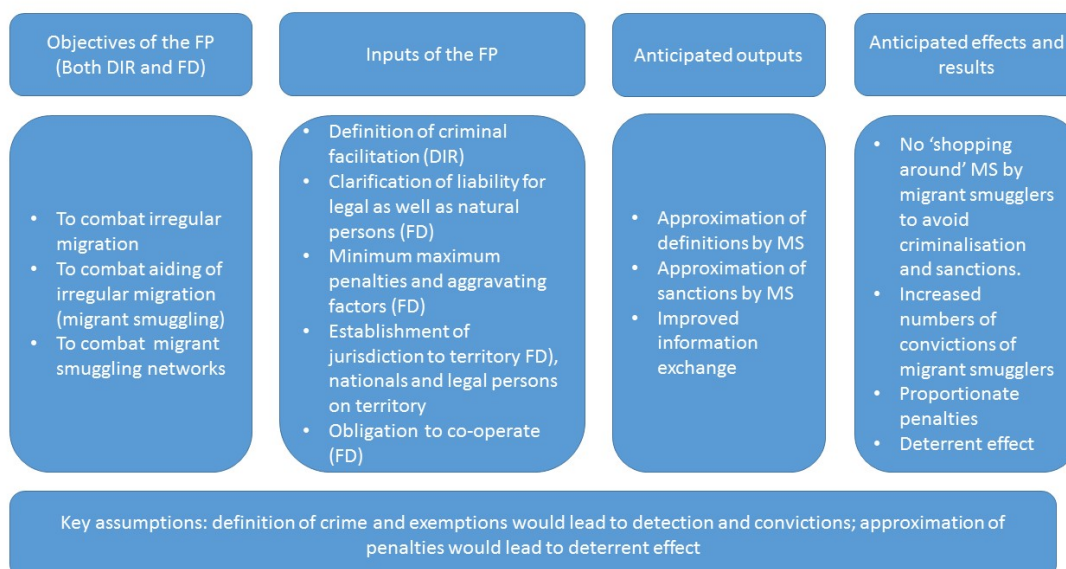 Objectives of the FP
(Both DIR and FD)
Inputs of the FP
Anticipated outputs
Anticipated effects and
results
• To combat irregular
migration
• To combat aiding of
irregular migration
(migrant smuggling)
• To combat migrant
smuggling networks
• Definition of criminal
facilitation (DIR)
• Clarification of liability for
legal as well as natural
persons (FD)
• Minimum maximum
penalties and aggravating
factors (FD)
• Establishment of
jurisdiction to territory FD),
nationals and legal persons
on territory
• Obligation to co-operate
(FD)
• Approximation of
definitions by MS
• Approximation of
sanctions by MS
• Improved
information
exchange
• No ‘shopping
around’ MS by
migrant smugglers
to avoid
criminalisation
and sanctions.
• Increased
numbers of
convictions of
migrant smugglers
• Proportionate
penalties
• Deterrent effect
Key assumptions: definition of crime and exemptions would lead to detection and convictions; approximation of
penalties would lead to deterrent effect